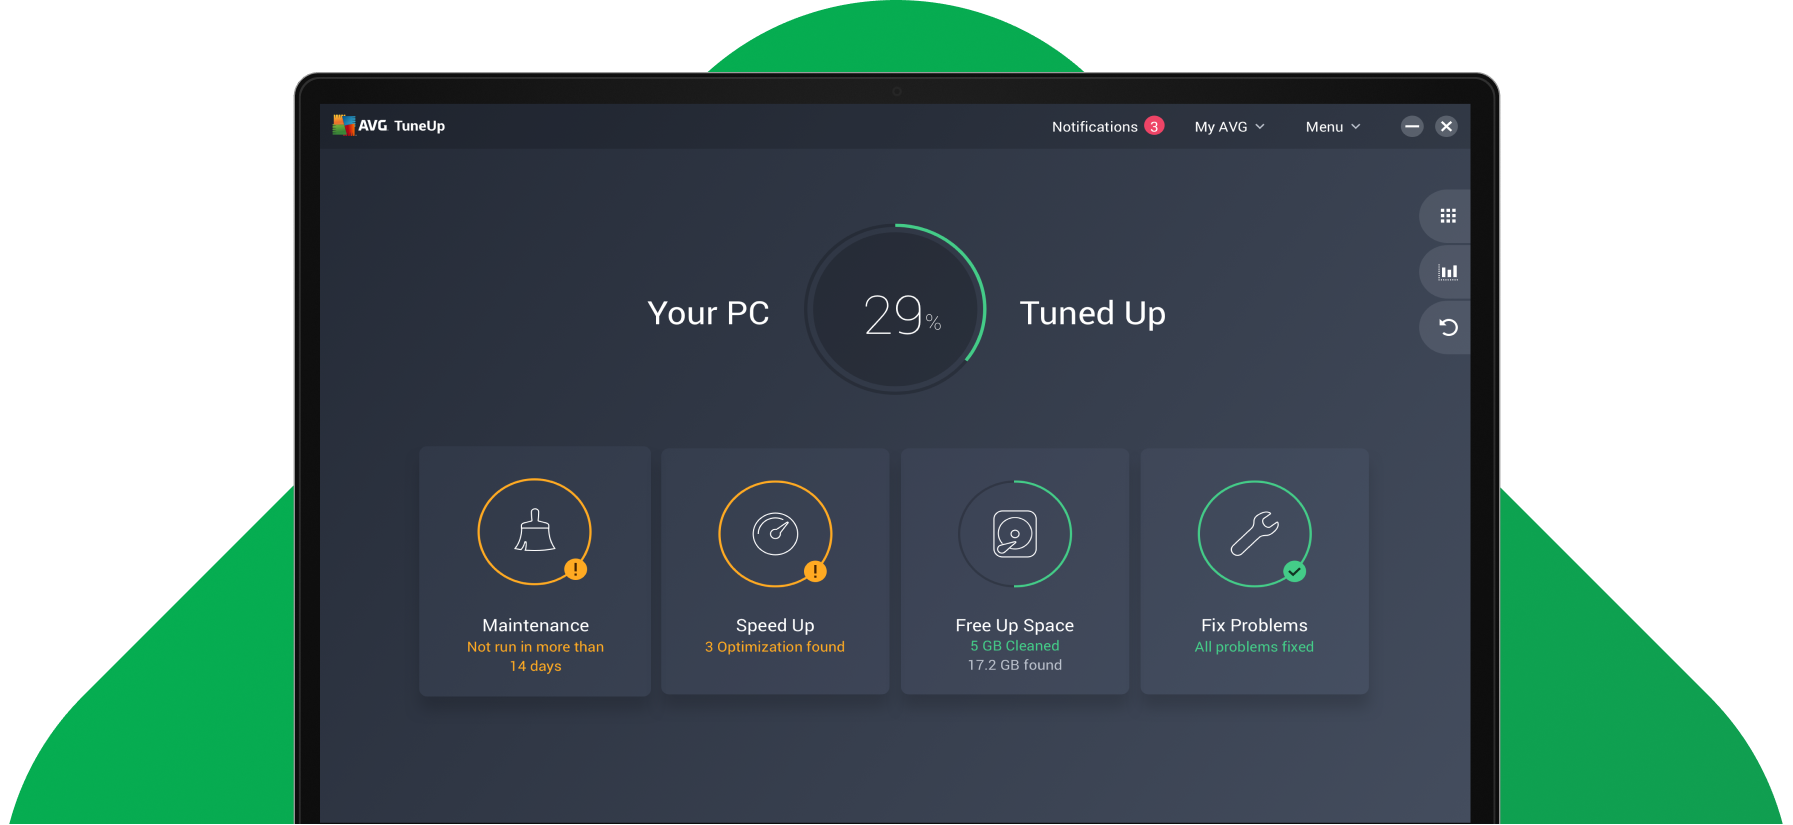 AVG TuneUp
Notifications 3
My AVG
Menu
Your PC
29%
Tuned Up
Maintenance
Not run in more than
14 days
Speed Up
3 Optimization found
Free Up Space
5 GB Cleaned
17.2 GB found
Fix Problems
All problems fixed